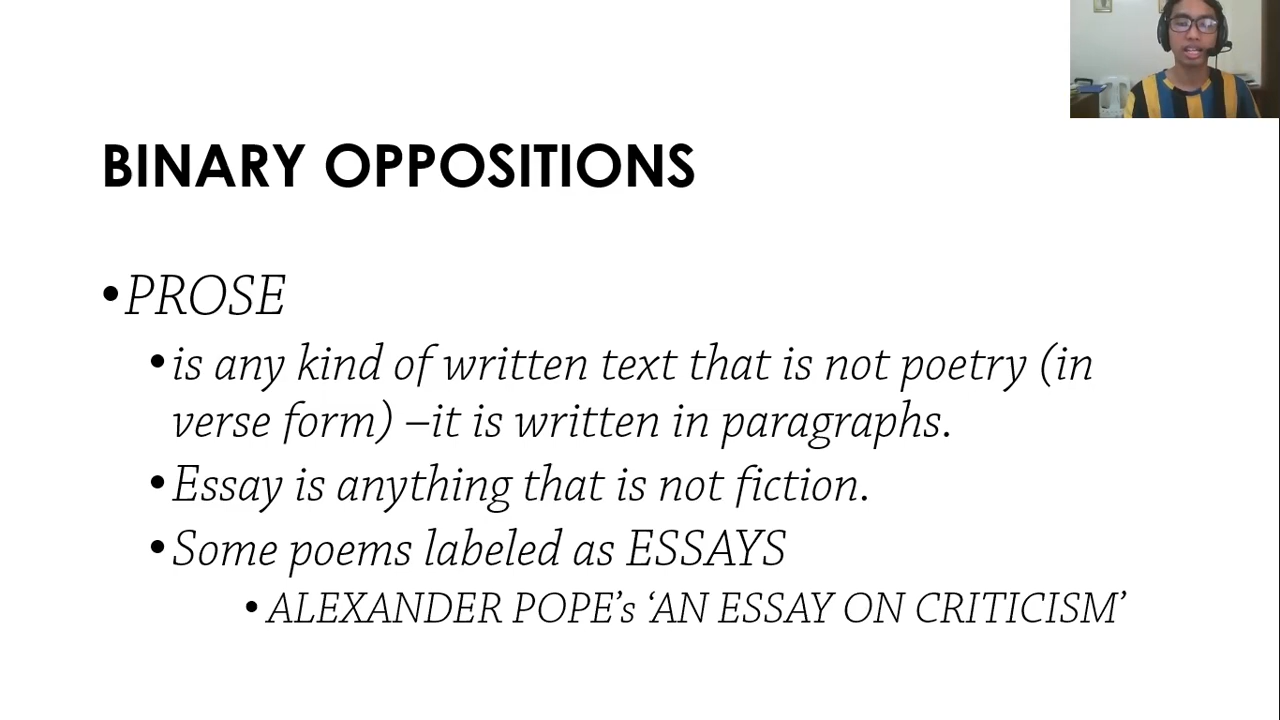 BINARY OPPOSITIONS
•PROSE
•is any kind of written text that is not poetry (in
verse form) –it is written in paragraphs.
•Essay is anything that is not fiction.
•Some poems labeled as ESSAYS
•ALEXANDER POPE’s ‘AN ESSAY ON CRITICISM’